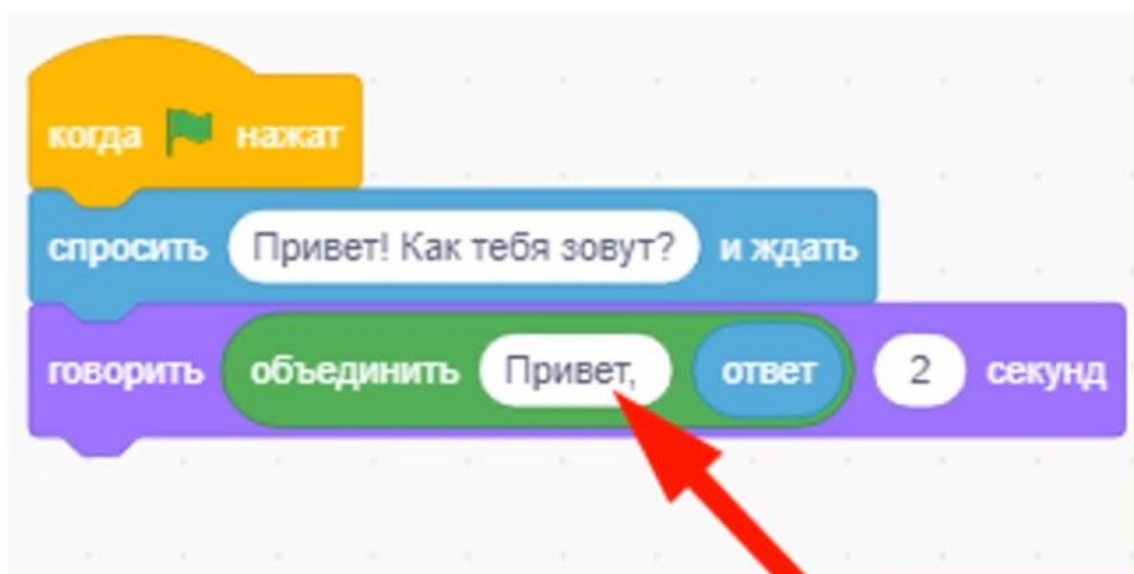 когда нажат
спросить Привет! Как тебя зовут? и ждать
говорить объединить Привет, ответ 2 секунд